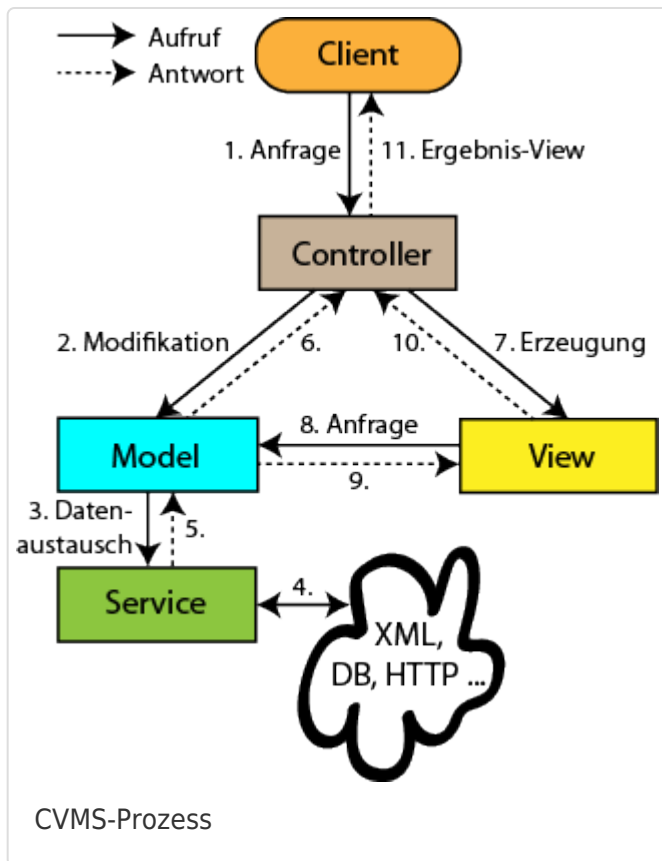 Aufruf
Antwort
Client
1. Anfrage
11. Ergebnis-View
Controller
2. Modifikation
6.
10.
7. Erzeugung
8. Anfrage
Model
View
9.
3. Daten-
austausch
5.
Service
4.
XML,
DB, HTTP ...
CVMS-Prozess